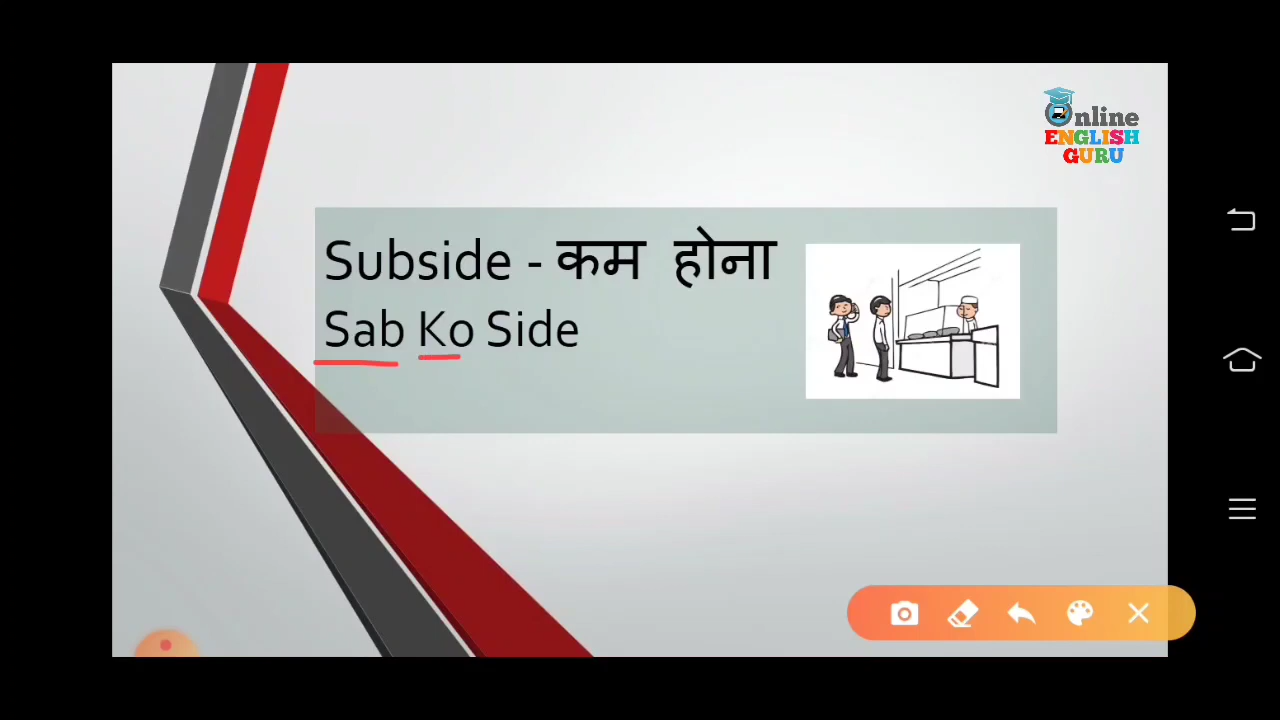 Online
ENGLISH
GURU
Subside - कम होना
Sab Ko Side